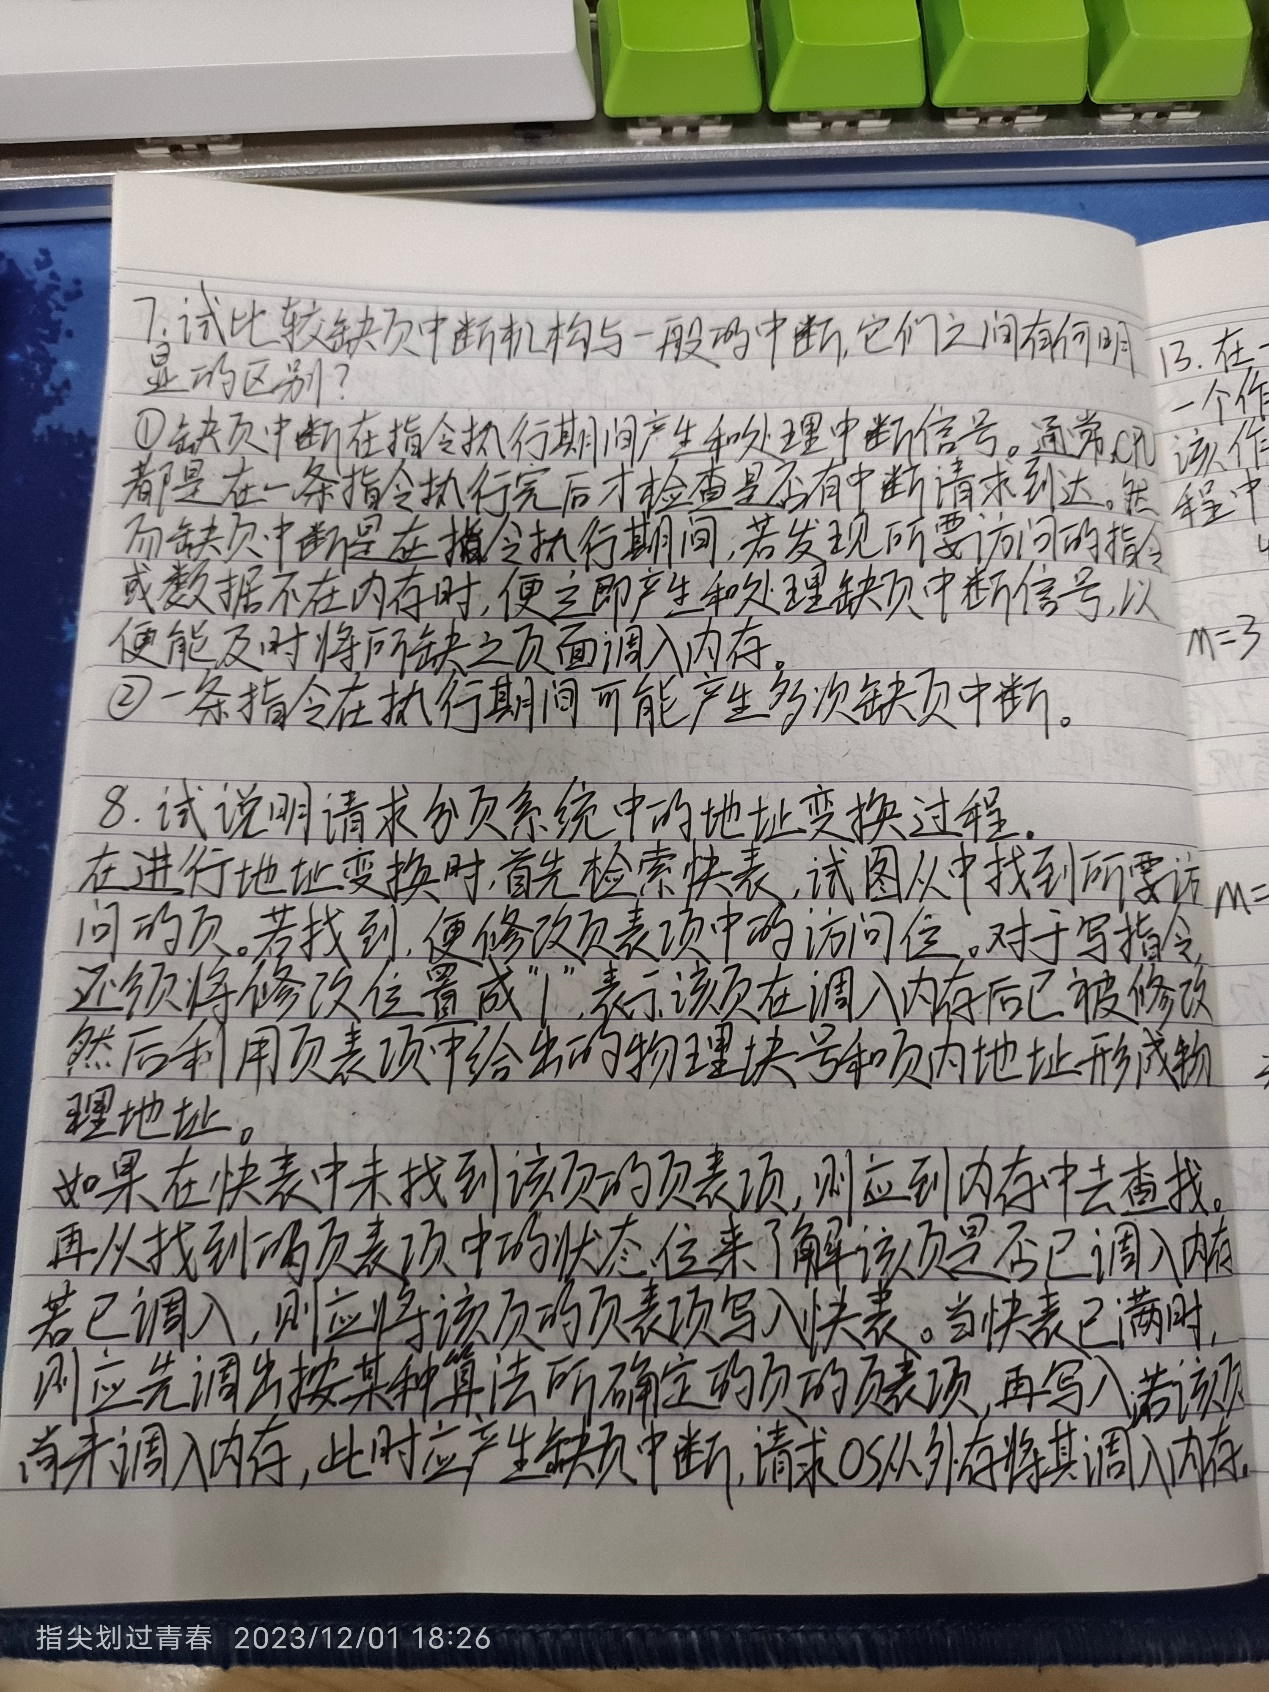 7.试比较缺页中断机构与一般的中断,它们之间有何明
显的区别?
①缺页中断在指令执行期间产生和处理中断信号。通常,CPU
都是在一条指令执行完后才检查是否有中断请求到达。然
而缺页中断是在指令执行期间,若发现所要访问的指令
或数据不在内存时,便立即产生和处理缺页中断信号,以
便能及时将所缺之页面调入内存。
②一条指令在执行期间可能产生多次缺页中断。
8.试说明请求分页系统中的地址变换过程.
在进行地址变换时,首先检索快表,试图从中找到所要访
问的页。若找到,便修改页表项中的访问位。对于写指令,
还须将修改位置成"1",表示该页在调入内存后已被修改
然后利用页表项中给出的物理块号和页内地址形成物
理地址。
如果在快表中未找到该页的页表项,则应到内存中去查找。
再从找到的页表项中的状态位来了解该页是否已调入内存
若已调入,则应将该页的页表项写入快表。当快表已满时,
则应先调出按某种算法所确定的页的页表项,再写入;若该页
尚未调入内存,此时应产生缺页中断,请求OS从外存将其调入内存.
13.在一
一个作
该作
程中
m=3
m=
指尖划过青春 2023/12/01 18:26